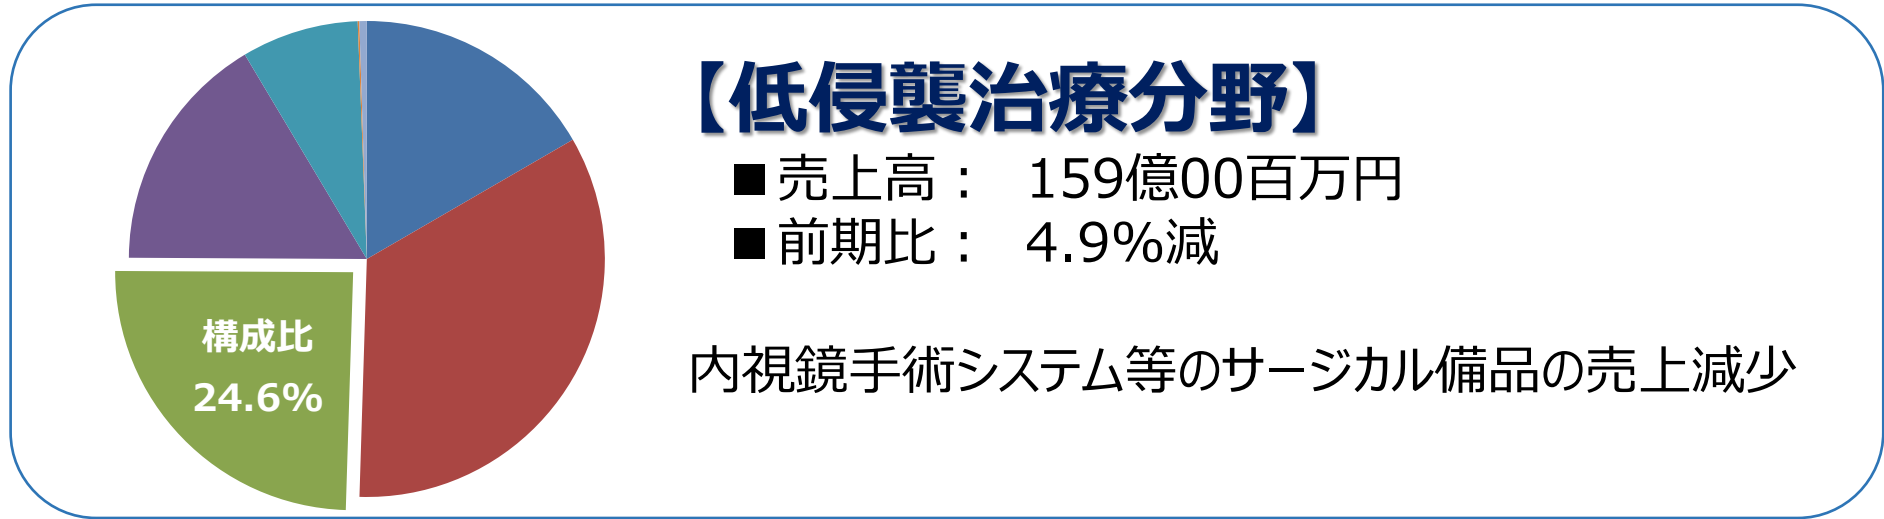 【低侵襲治療分野】
■売上高： 159億00百万円
■前期比： 4.9%減
内視鏡手術システム等のサージカル備品の売上減少
構成比
24.6%